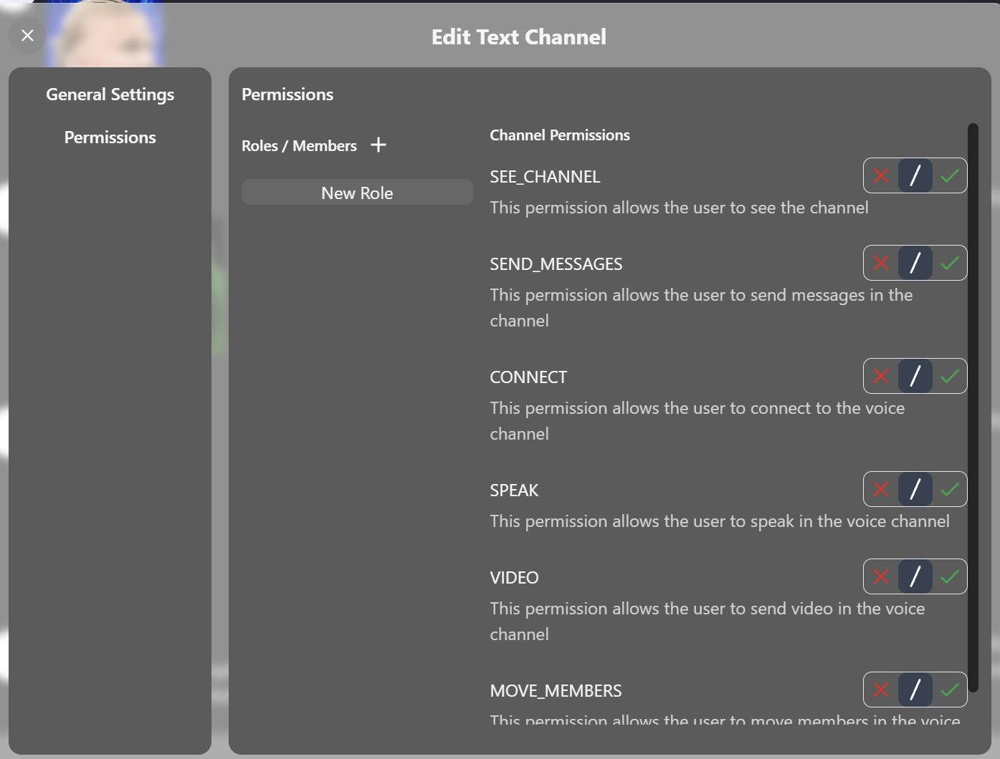 Edit Text Channel
General Settings
Permissions
Permissions
Roles / Members
New Role
Channel Permissions
SEE_CHANNEL
This permission allows the user to see the channel
SEND_MESSAGES
This permission allows the user to send messages in the
channel
CONNECT
This permission allows the user to connect to the voice
channel
SPEAK
This permission allows the user to speak in the voice channel
VIDEO
This permission allows the user to send video in the voice
channel
MOVE_MEMBERS
This permission allows the user to move members in the voice